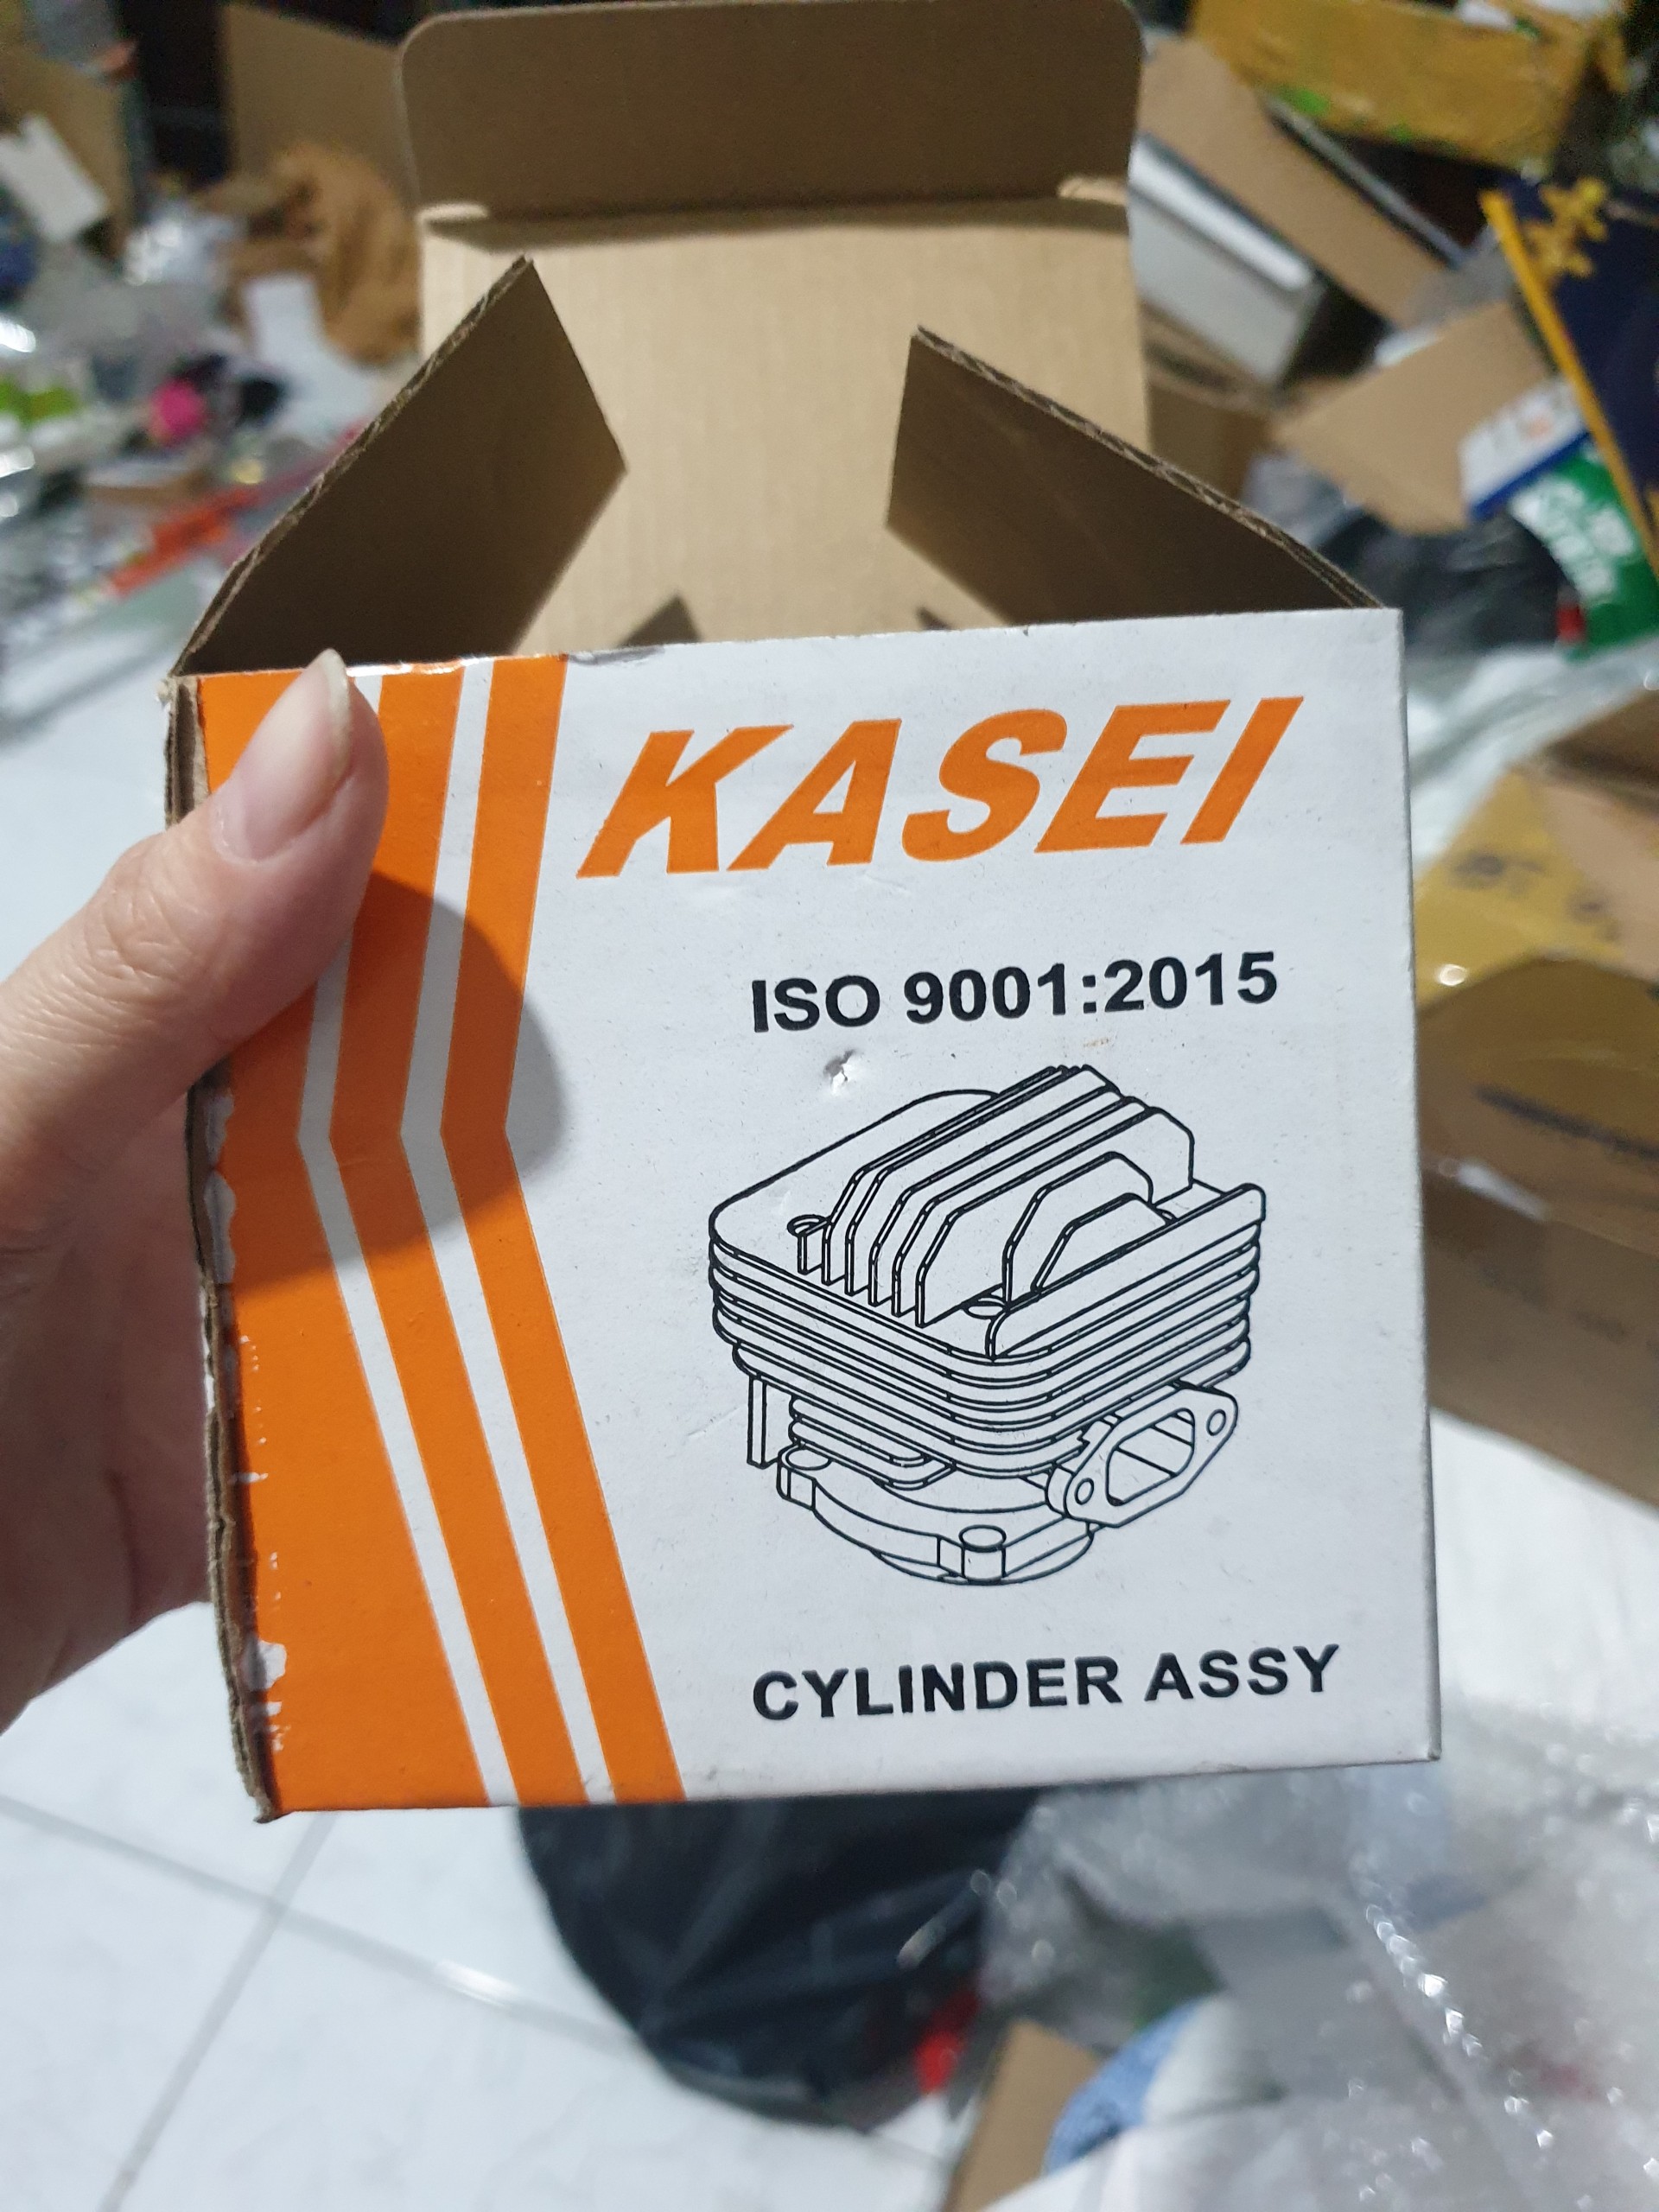 KASEI
ISO 9001:2015
CYLINDER ASSY